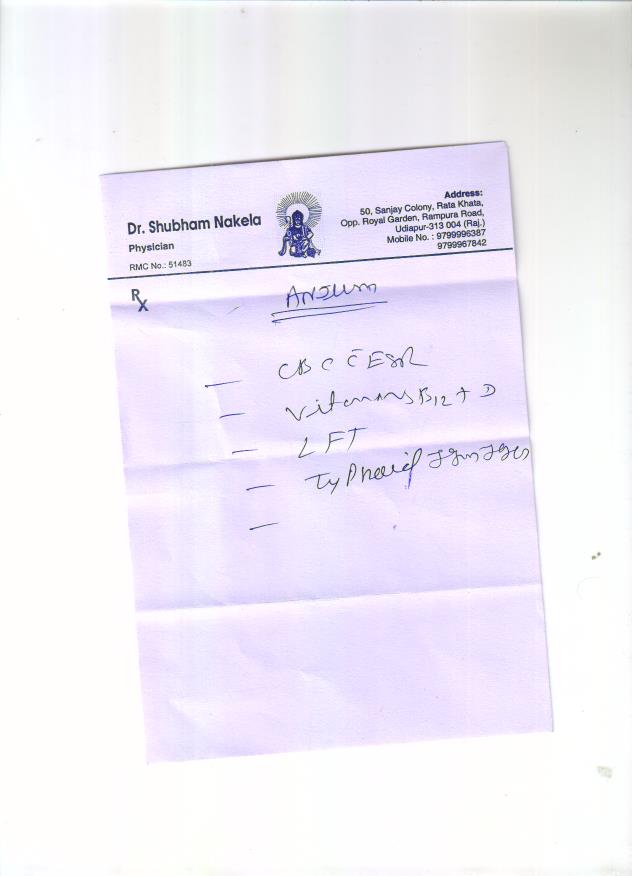 Dr. Shubham Nakela
Physician
RMC No.: 51483
Address:
50, Sanjay Colony, Rata Khata,
Opp. Royal Garden, Rampura Road,
Udiapur-313 004 (Raj.)
Mobile No. : 9799996387
9799967842
Rx
ANJUM
— CBC C̄ ESR
— Vitamins B12 + D
— LFT
— Typhoid IgM IgG
—